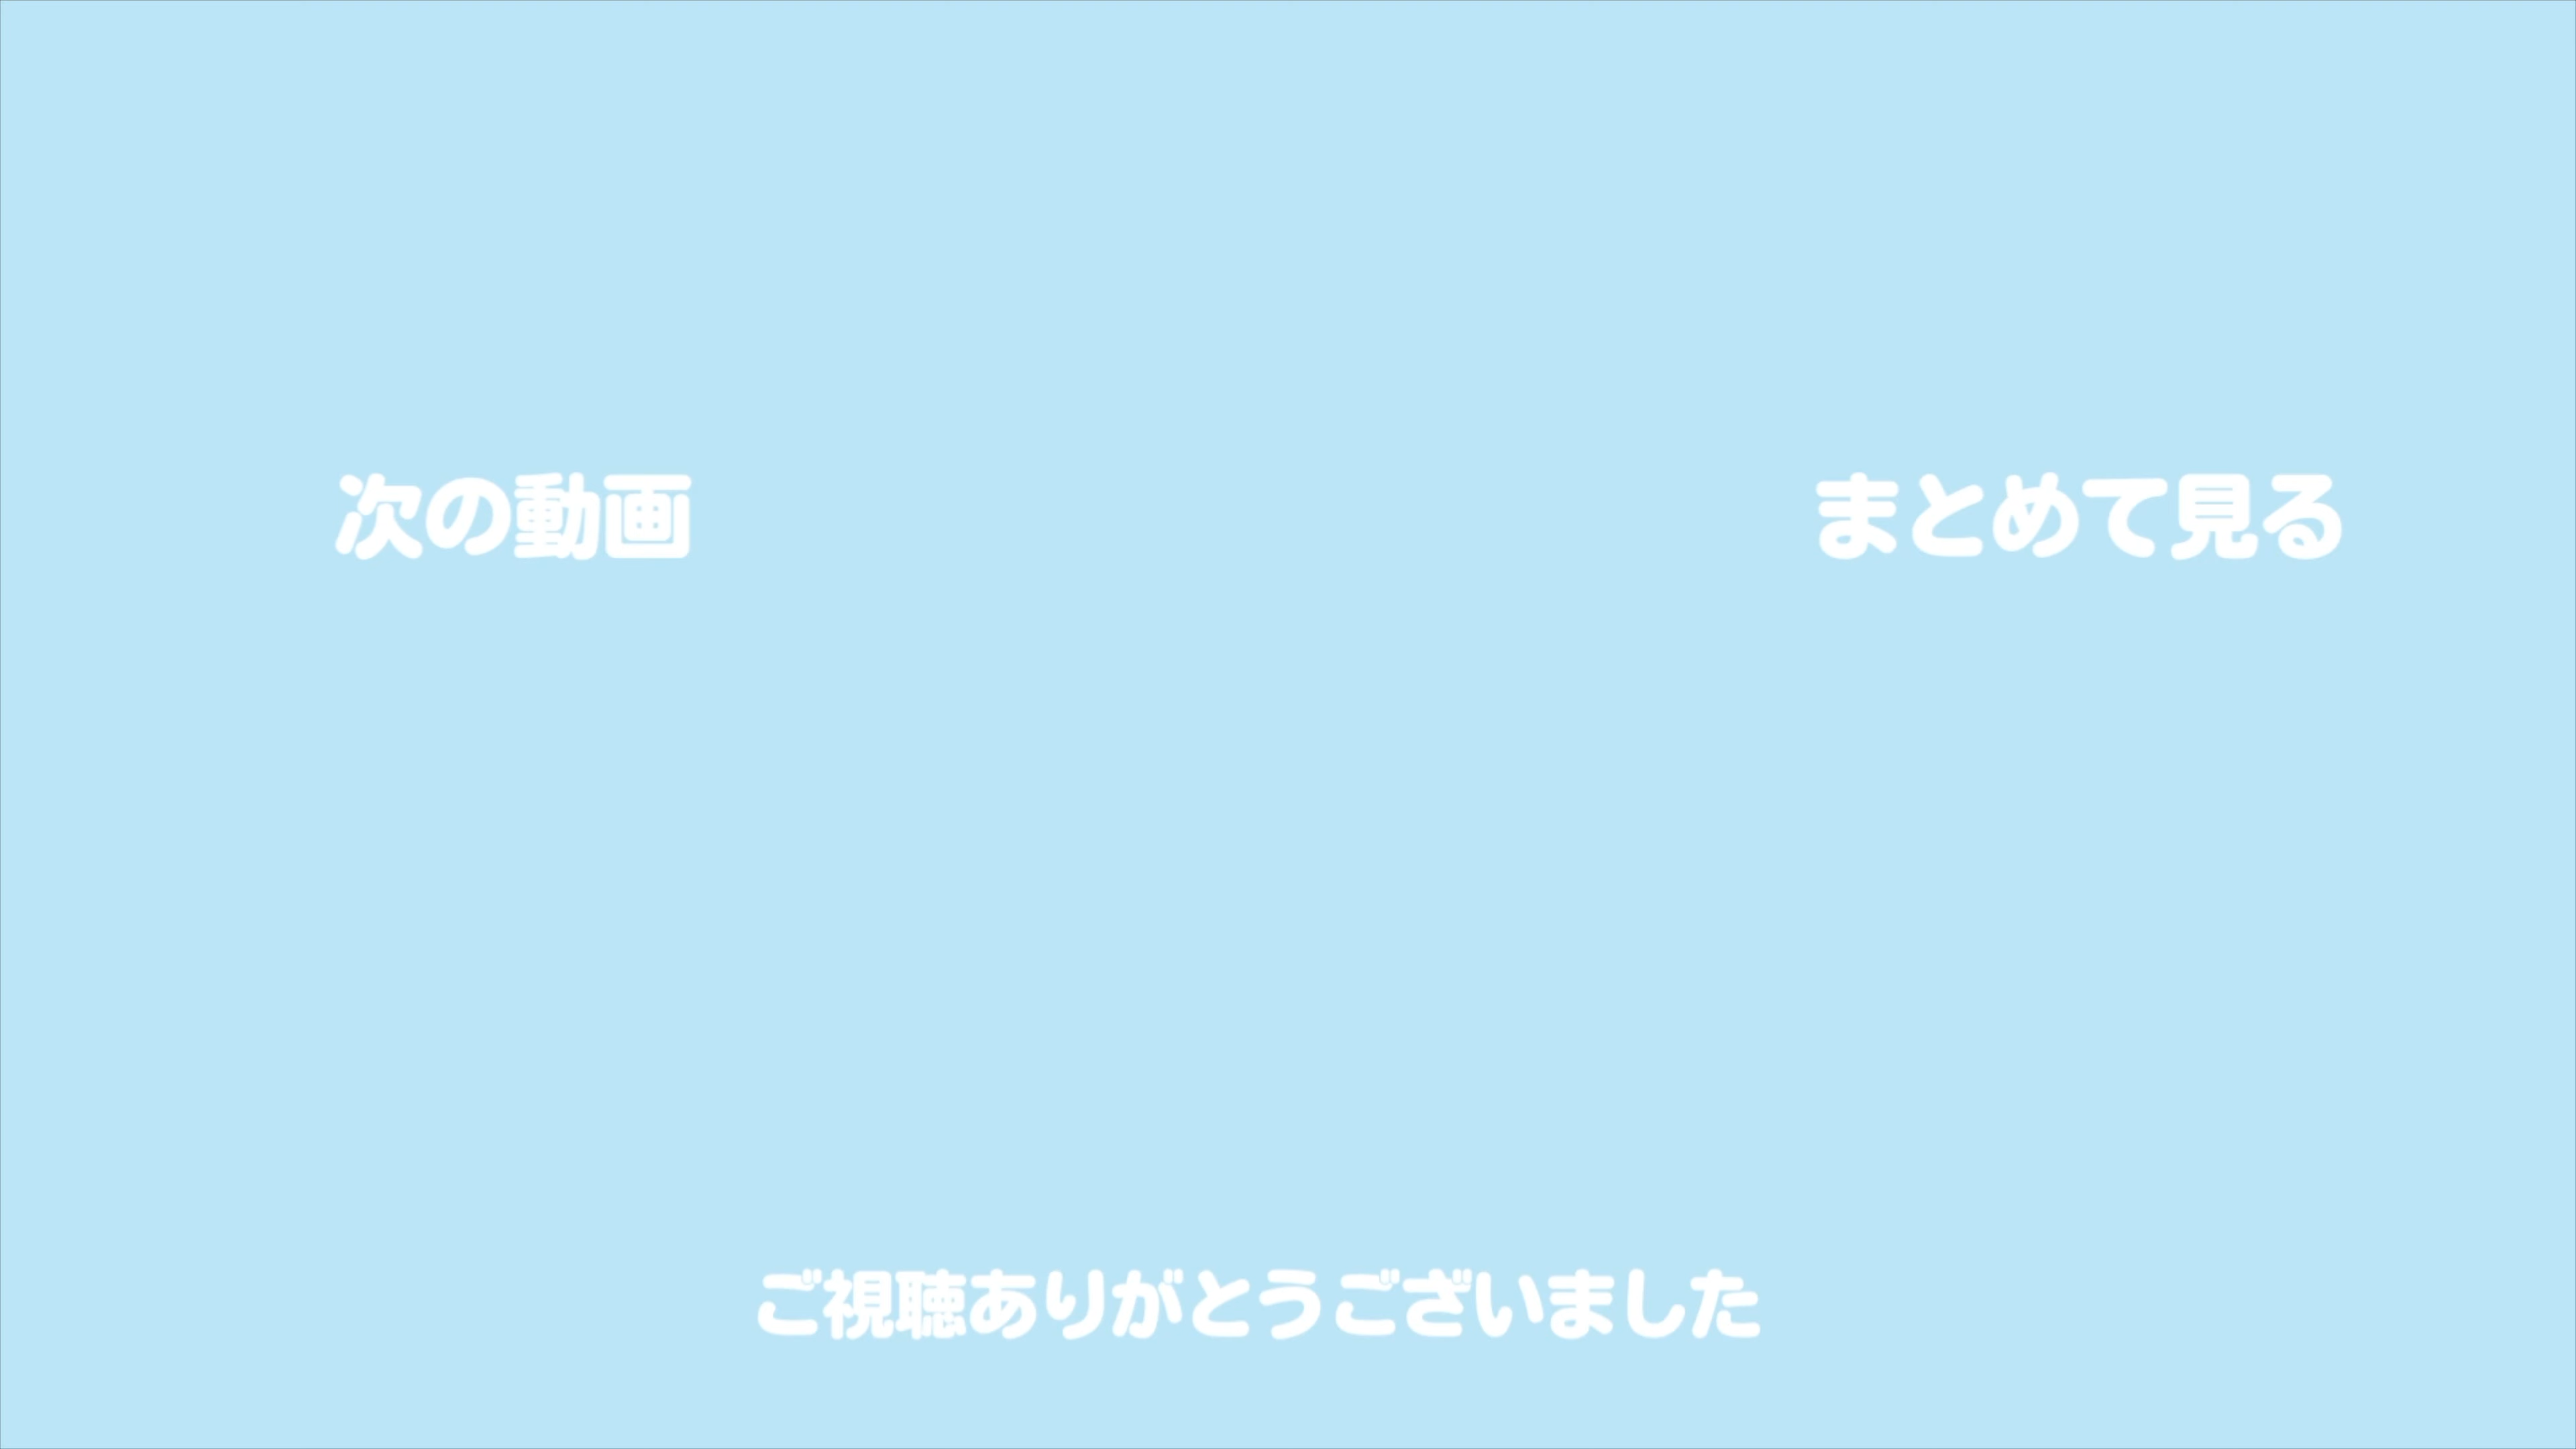 次の動画
まとめて見る
ご視聴ありがとうございました